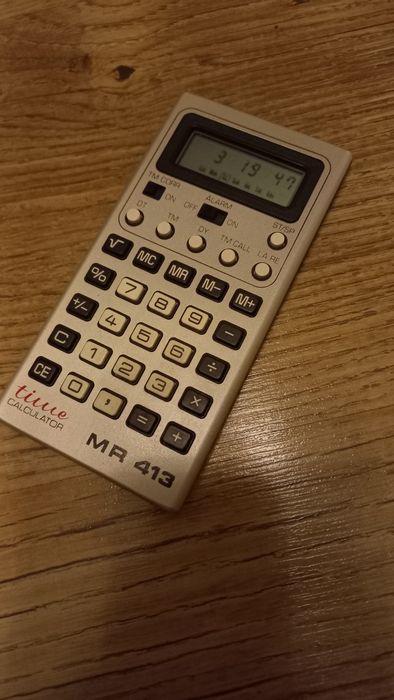 3 19 47
TM.CORR
ON
ALARM
OFF ON
DT TM DY TM CALL LA.RE ST/SP
√ MC MR M- M+
% 7 8 9 -
+/- 4 5 6 ÷
C 1 2 3 ×
CE 0 , = +
time
CALCULATOR
MR 413